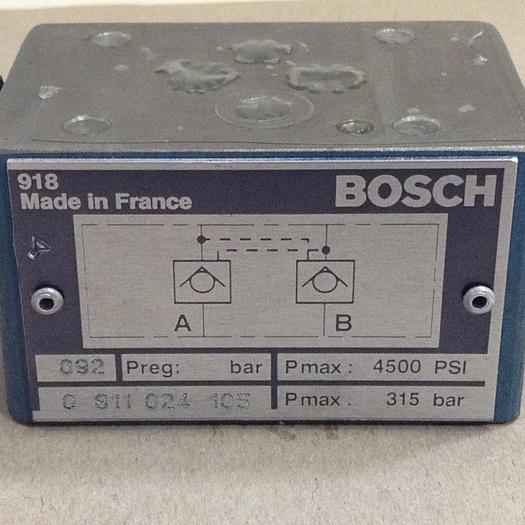 918
Made in France
BOSCH
A B
092 Preg: bar Pmax: 4500 PSI
0 811 024 105 Pmax. 315 bar